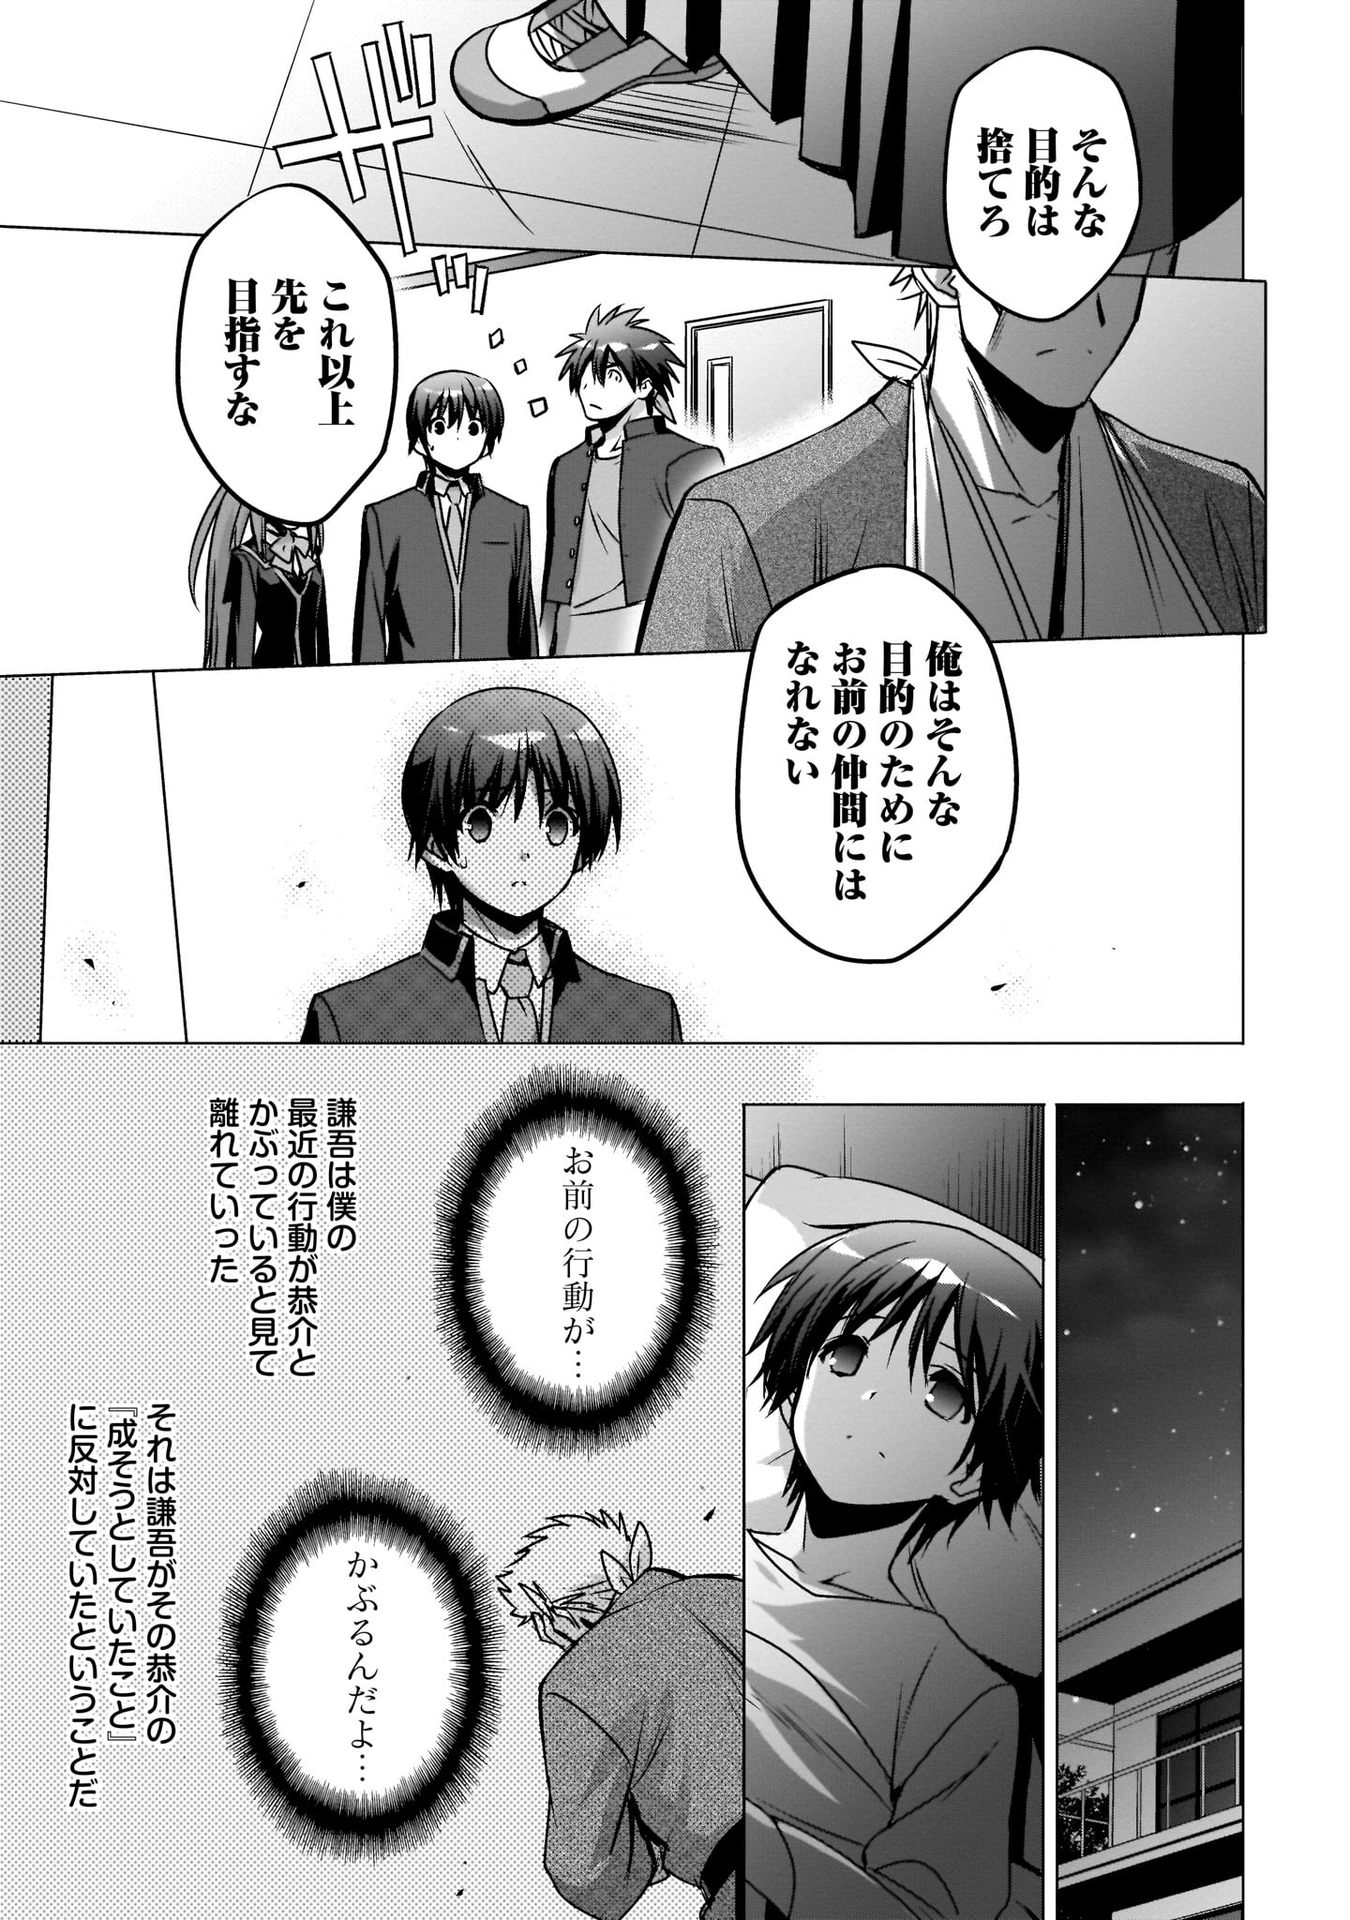 そんな
目的は
捨てろ
ザッ
これ以上
先を
目指すな
俺はそんな
目的のために
お前の仲間には
なれない
お前の行動が…
かぶるんだよ…
謙吾は僕の
最近の行動が恭介と
かぶっていると見て
離れていった
それは謙吾がその恭介の
『成そうとしていたこと』
に反対していたということだ